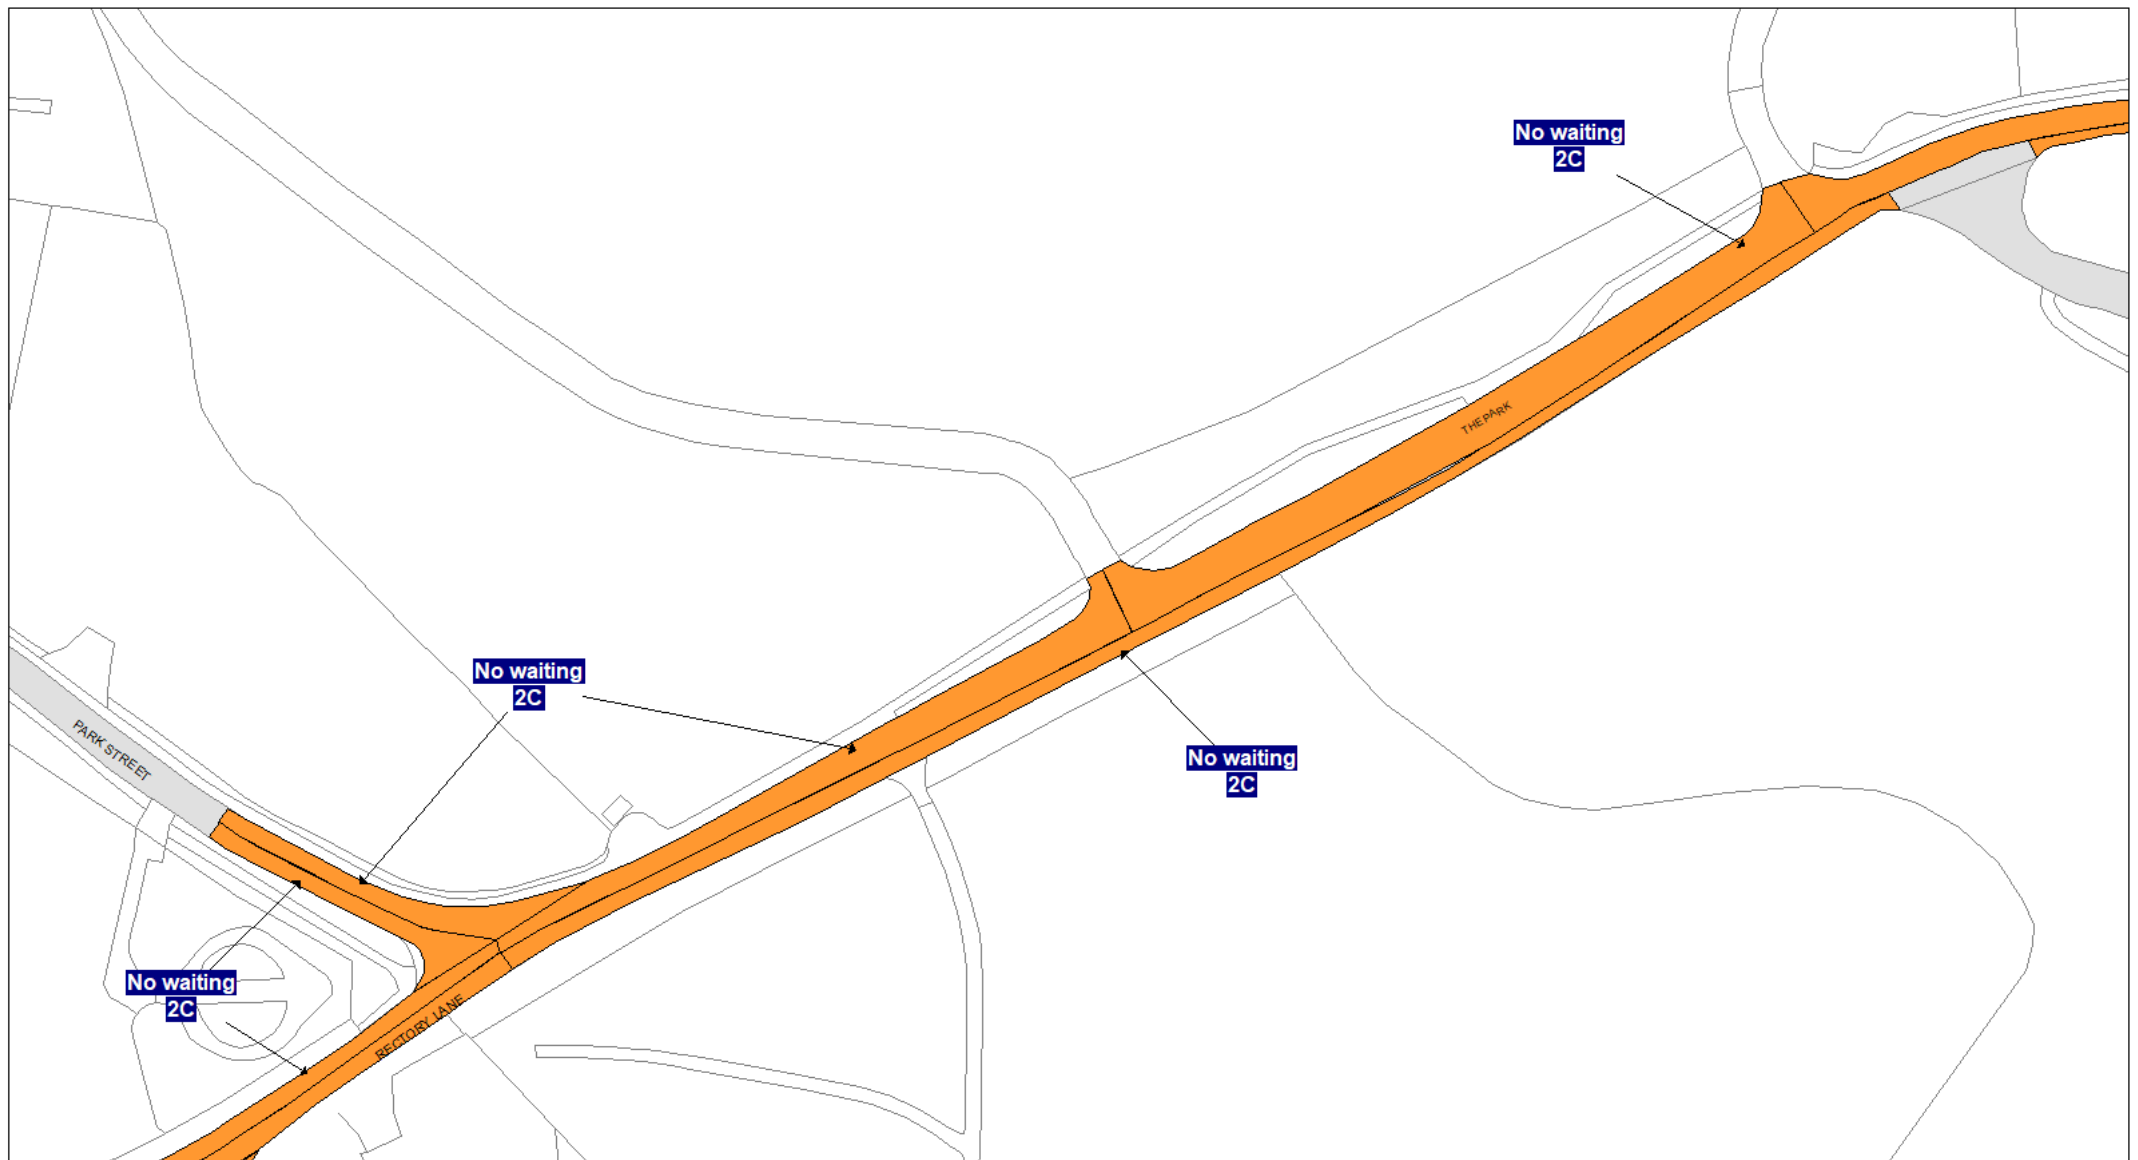 No waiting
2C
THE PARK
No waiting
2C
No waiting
2C
PARK STREET
No waiting
2C
RECTORY LANE